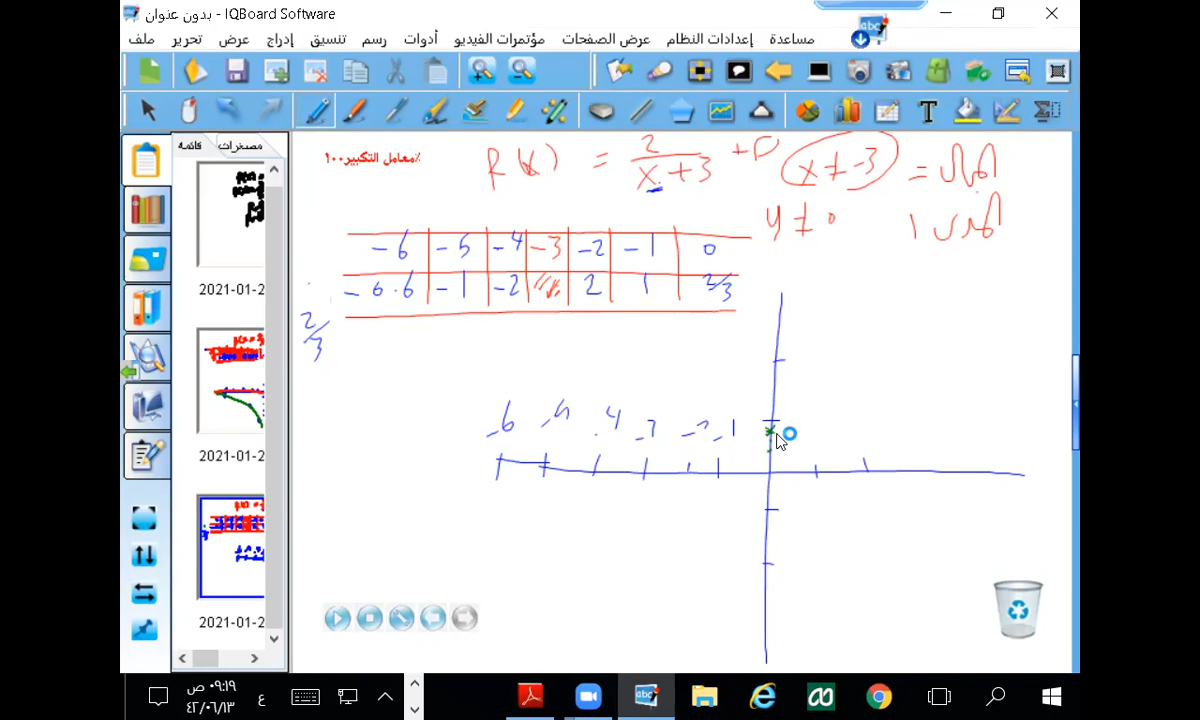 بدون عنوان - IQBoard Software
ملف تحرير عرض إدراج تنسيق رسم أدوات مؤتمرات الفيديو عرض الصفحات إعدادات النظام مساعدة
قائمة مصغرات
معامل التكبير١٠٠٪
R(x) = 2/x+3 +0 x≠-3 = المجال
y ≠ 0 المدى
-6 -5 -4 -3 -2 -1 0
-0.6 -1 -2 2 1 2/3
2/3
-6 -5 -4 -3 -2 -1
2021-01-2
2021-01-2
2021-01-2
٠٩:١٩ ص
٤٢/٠٦/١٣
ع